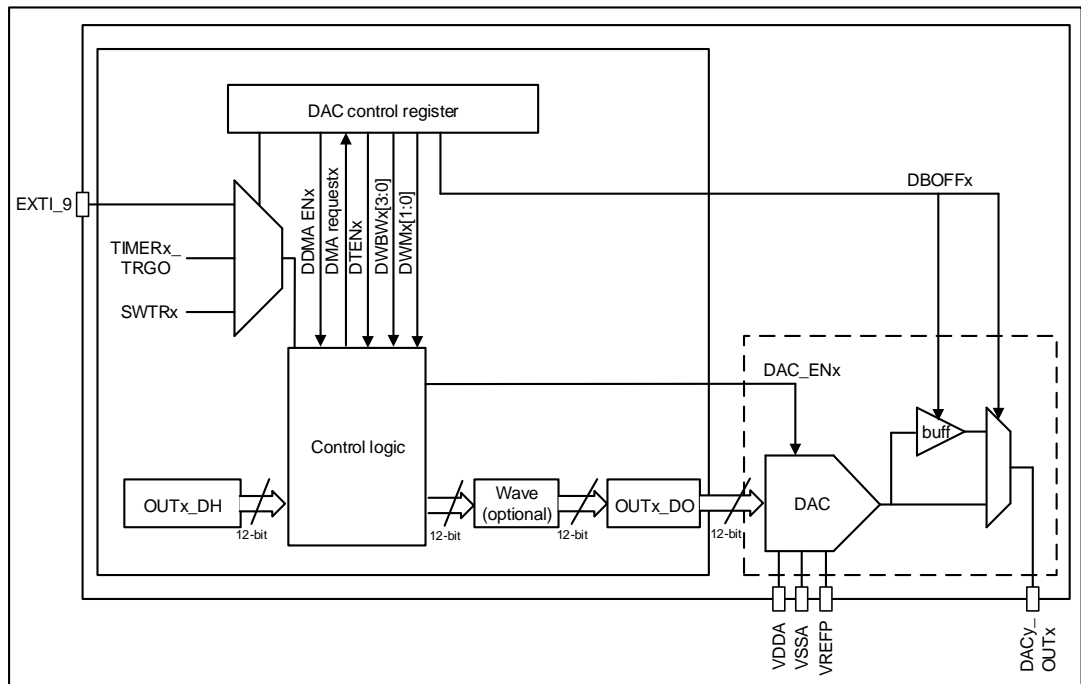 DAC control register
EXTI_9
TIMERx_
TRGO
SWTRx
DDMA ENx
DMA requestx
DTENx
DWBWx[3:0]
DWMx[1:0]
DBOFFx
DAC_ENx
buff
Control logic
OUTx_DH
12-bit
12-bit
Wave
(optional)
12-bit
OUTx_DO
12-bit
DAC
VDDA
VSSA
VREFP
DACy_
OUTx